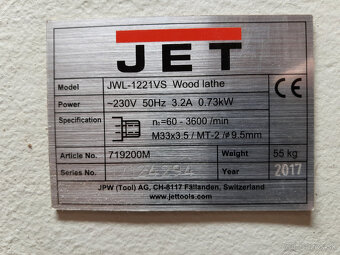 JET
Model JWL-1221VS Wood lathe
Power ~230V 50Hz 3.2A 0.73kW
Specification n₀=60 - 3600 /min
M33x3.5 / MT-2 /ø9.5mm
Article No. 719200M Weight 55 kg
Serial No. Year 2017
JPW (Tool) AG, CH-8117 Fällanden, Switzerland
www.jettools.com
CE